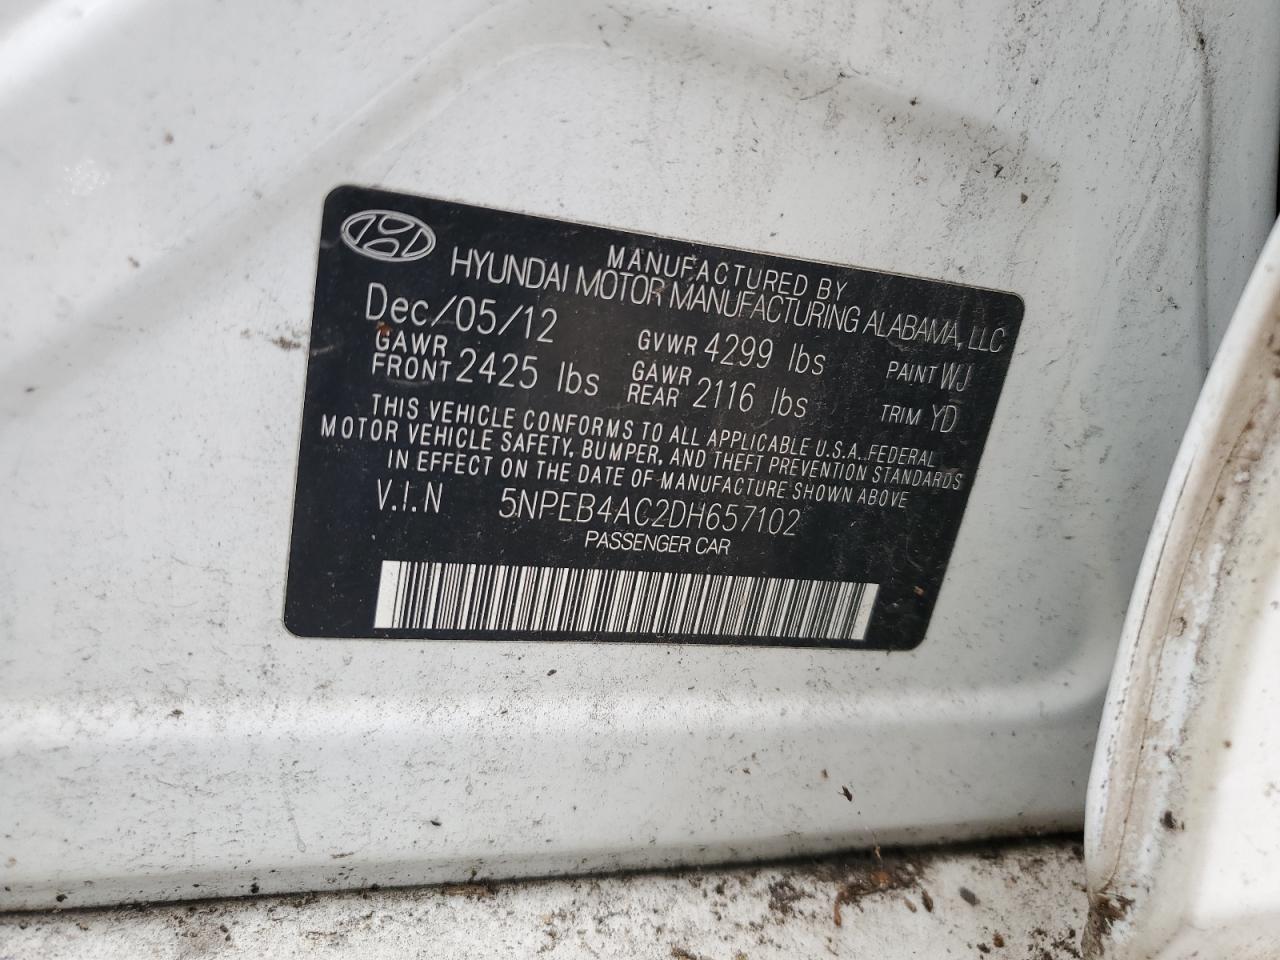 MANUFACTURED BY
HYUNDAI MOTOR MANUFACTURING ALABAMA, LLC
Dec/05/12 GVWR 4299 lbs PAINT WJ
GAWR FRONT 2425 lbs GAWR REAR 2116 lbs TRIM YD
THIS VEHICLE CONFORMS TO ALL APPLICABLE U.S.A. FEDERAL
MOTOR VEHICLE SAFETY, BUMPER, AND THEFT PREVENTION STANDARDS
IN EFFECT ON THE DATE OF MANUFACTURE SHOWN ABOVE
V.I.N 5NPEB4AC2DH657102
PASSENGER CAR